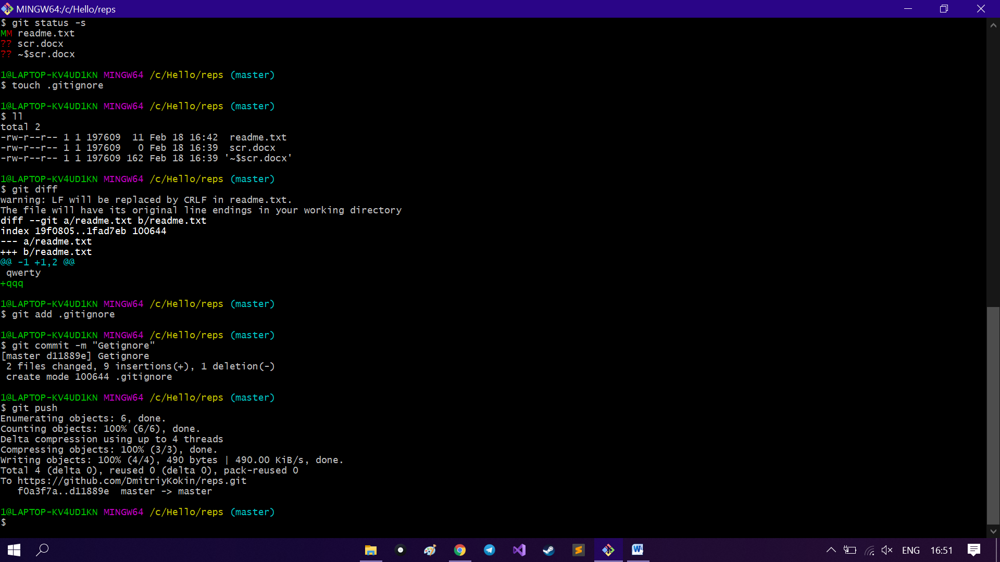 MINGW64:/c/Hello/reps
$ git status -s
MM readme.txt
?? scr.docx
?? ~$scr.docx
1@LAPTOP-KV4UD1KN MINGW64 /c/Hello/reps (master)
$ touch .gitignore
1@LAPTOP-KV4UD1KN MINGW64 /c/Hello/reps (master)
$ ll
total 2
-rw-r--r-- 1 1 197609  11 Feb 18 16:42  readme.txt
-rw-r--r-- 1 1 197609   0 Feb 18 16:39  scr.docx
-rw-r--r-- 1 1 197609 162 Feb 18 16:39 '~$scr.docx'
1@LAPTOP-KV4UD1KN MINGW64 /c/Hello/reps (master)
$ git diff
warning: LF will be replaced by CRLF in readme.txt.
The file will have its original line endings in your working directory
diff --git a/readme.txt b/readme.txt
index 19f0805..1fad7eb 100644
--- a/readme.txt
+++ b/readme.txt
@@ -1 +1,2 @@
 qwerty
+qqq
1@LAPTOP-KV4UD1KN MINGW64 /c/Hello/reps (master)
$ git add .gitignore
1@LAPTOP-KV4UD1KN MINGW64 /c/Hello/reps (master)
$ git commit -m "Getignore"
[master d11889e] Getignore
 2 files changed, 9 insertions(+), 1 deletion(-)
 create mode 100644 .gitignore
1@LAPTOP-KV4UD1KN MINGW64 /c/Hello/reps (master)
$ git push
Enumerating objects: 6, done.
Counting objects: 100% (6/6), done.
Delta compression using up to 4 threads
Compressing objects: 100% (3/3), done.
Writing objects: 100% (4/4), 490 bytes | 490.00 KiB/s, done.
Total 4 (delta 0), reused 0 (delta 0), pack-reused 0
To https://github.com/DmitriyKokin/reps.git
   f0a3f7a..d11889e  master -> master
1@LAPTOP-KV4UD1KN MINGW64 /c/Hello/reps (master)
$
ENG 16:51